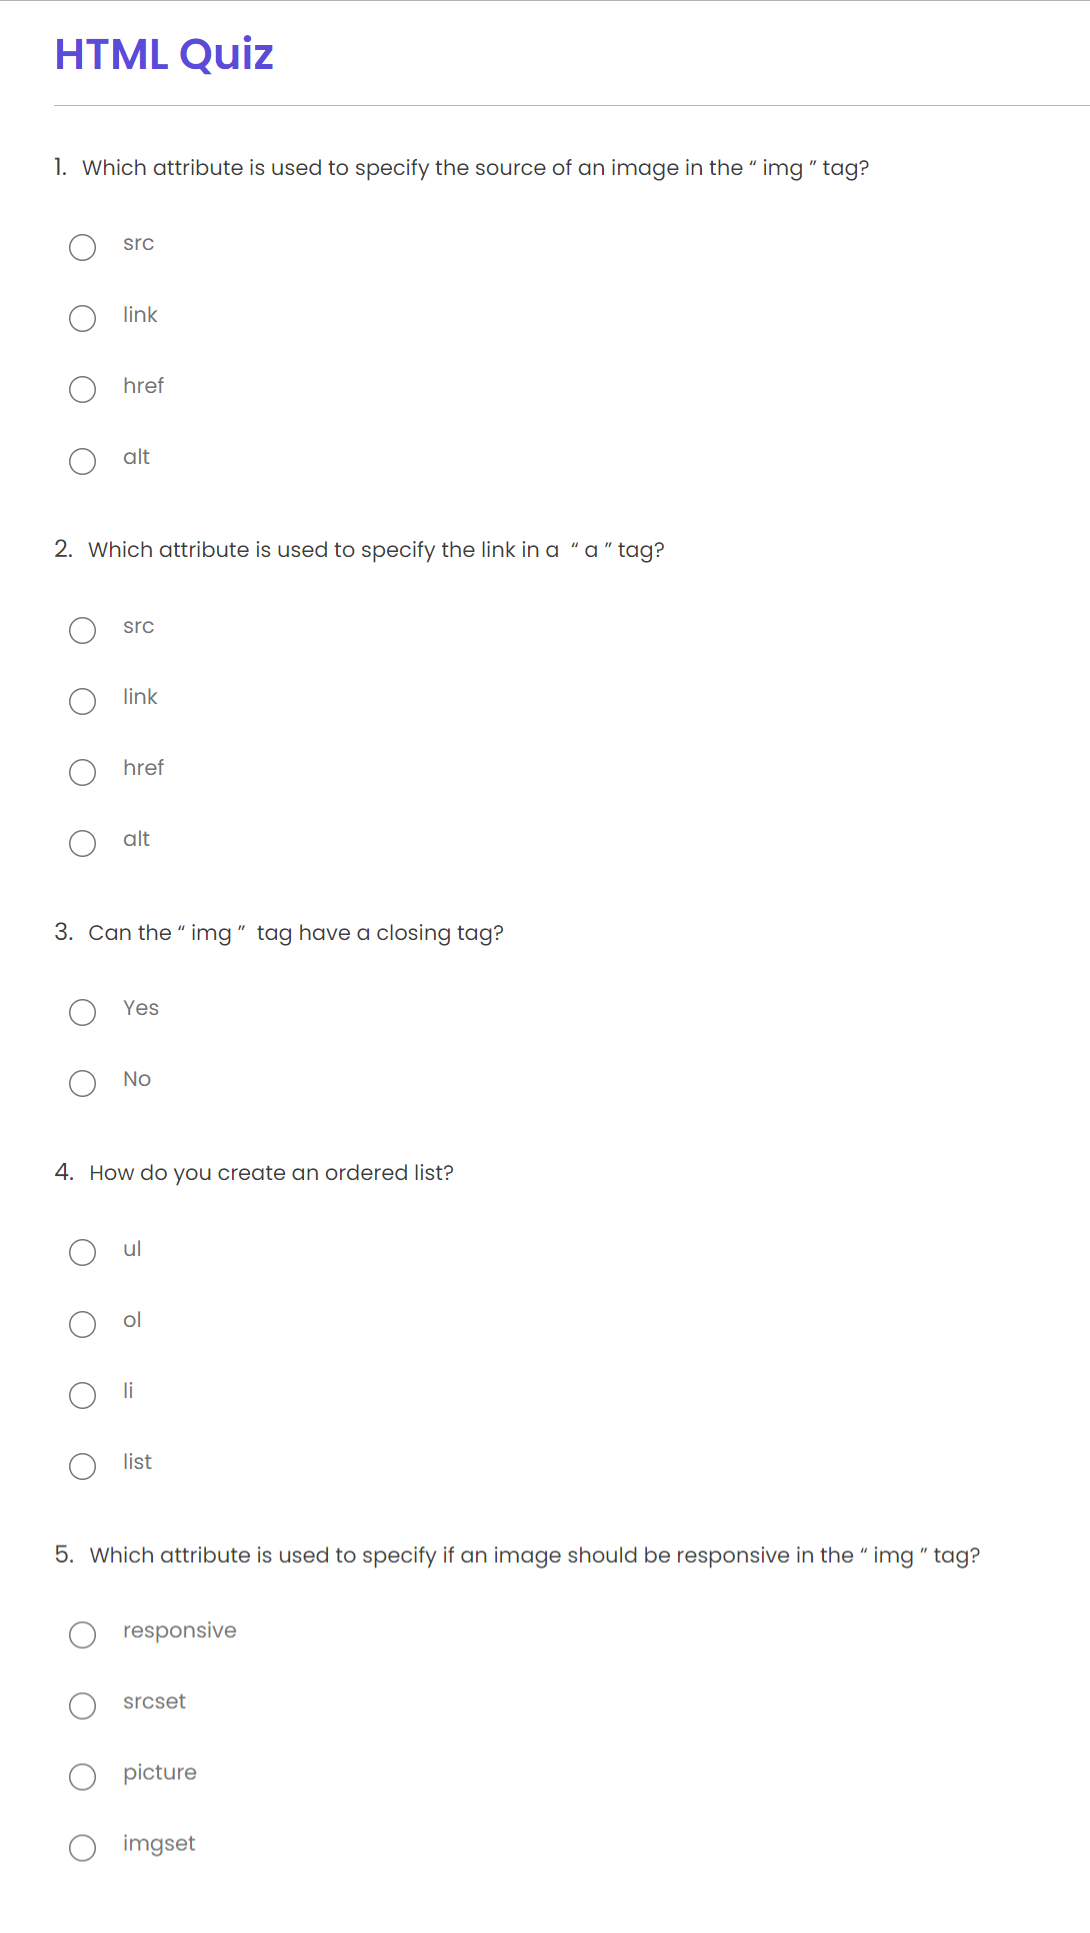 HTML Quiz
1. Which attribute is used to specify the source of an image in the “ img ” tag?
src
link
href
alt
2. Which attribute is used to specify the link in a “ a ” tag?
src
link
href
alt
3. Can the “ img ” tag have a closing tag?
Yes
No
4. How do you create an ordered list?
ul
ol
li
list
5. Which attribute is used to specify if an image should be responsive in the “ img ” tag?
responsive
srcset
picture
imgset